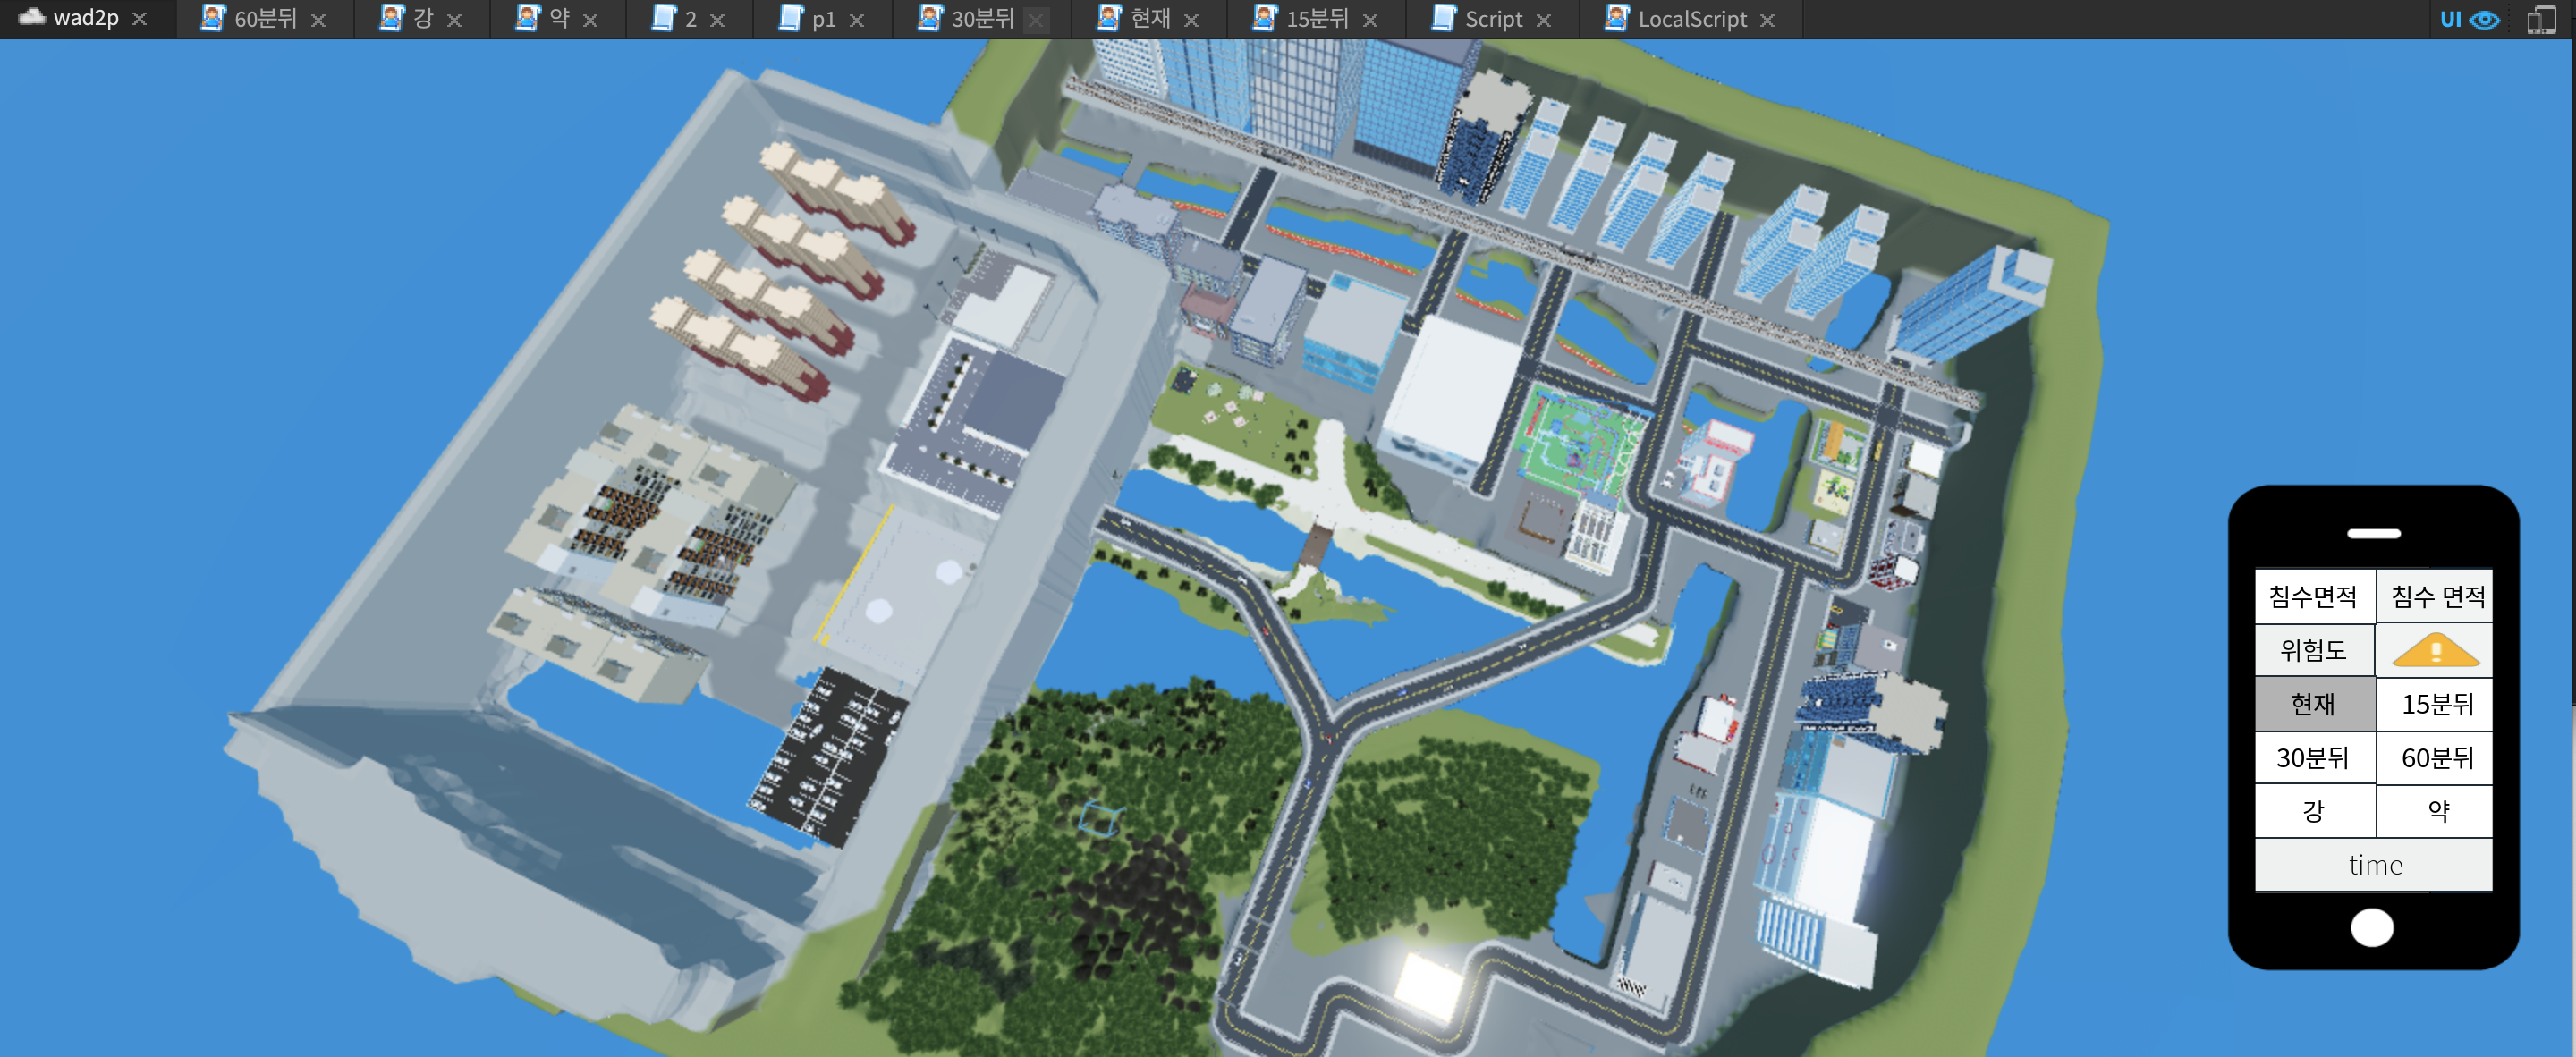 wad2p
60분뒤
강
약
2
p1
30분뒤
현재
15분뒤
Script
LocalScript
UI
침수면적 침수 면적
위험도
현재 15분뒤
30분뒤 60분뒤
강 약
time